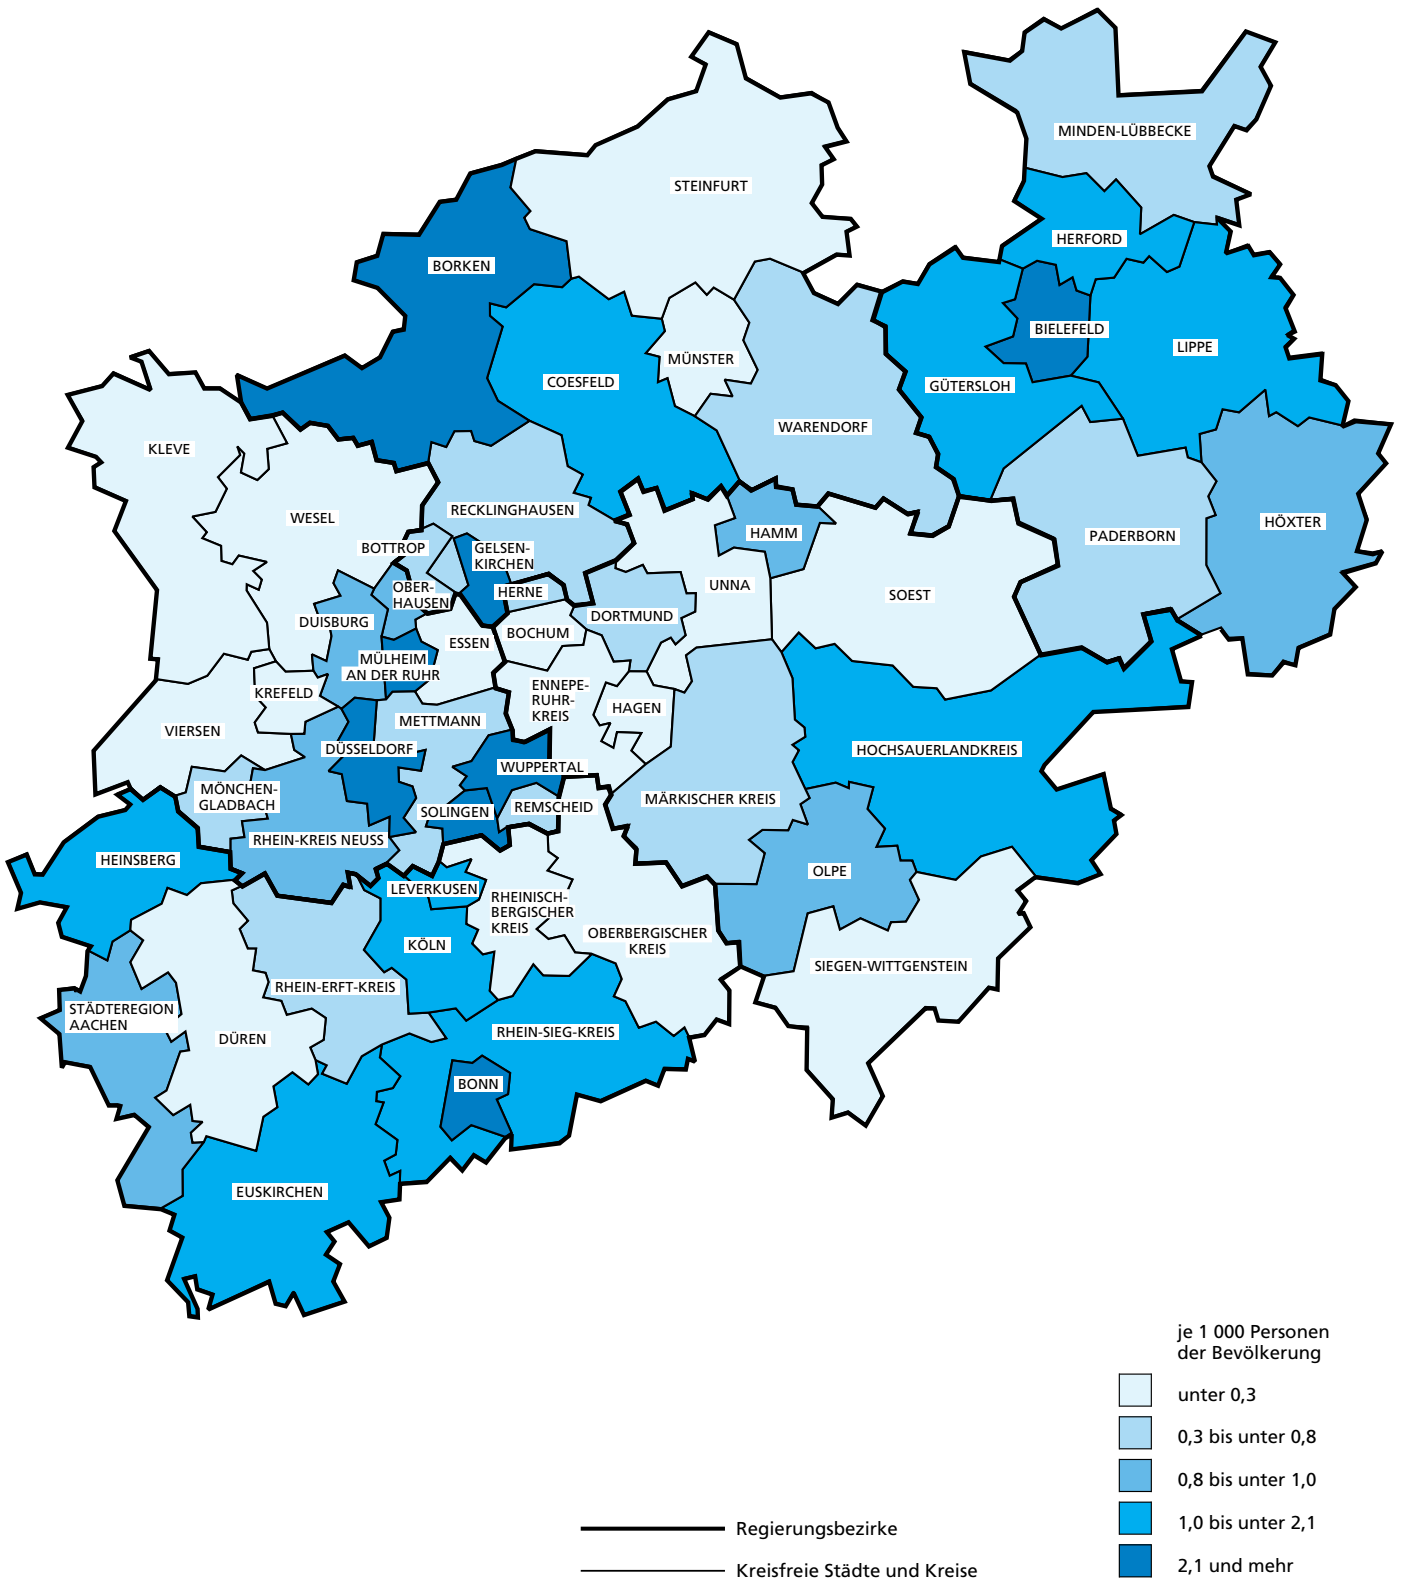 MINDEN-LÜBBECKE
STEINFURT
HERFORD
BORKEN
BIELEFELD
LIPPE
MÜNSTER
COESFELD
GÜTERSLOH
WARENDORF
KLEVE
RECKLINGHAUSEN
WESEL
HÖXTER
HAMM
PADERBORN
BOTTROP
GELSEN-
KIRCHEN
UNNA
OBER-
HAUSEN
HERNE
SOEST
DORTMUND
DUISBURG
BOCHUM
ESSEN
MÜLHEIM
AN DER RUHR
KREFELD
ENNEPE-
RUHR-
KREIS
HAGEN
METTMANN
VIERSEN
DÜSSELDORF
HOCHSAUERLANDKREIS
WUPPERTAL
MÖNCHEN-
GLADBACH
MÄRKISCHER KREIS
REMSCHEID
SOLINGEN
RHEIN-KREIS NEUSS
HEINSBERG
OLPE
LEVERKUSEN
RHEINISCH-
BERGISCHER
KREIS
OBERBERGISCHER
KREIS
KÖLN
SIEGEN-WITTGENSTEIN
RHEIN-ERFT-KREIS
STÄDTEREGION
AACHEN
RHEIN-SIEG-KREIS
DÜREN
BONN
EUSKIRCHEN
je 1 000 Personen
der Bevölkerung
unter 0,3
0,3 bis unter 0,8
0,8 bis unter 1,0
1,0 bis unter 2,1
2,1 und mehr
Regierungsbezirke
Kreisfreie Städte und Kreise